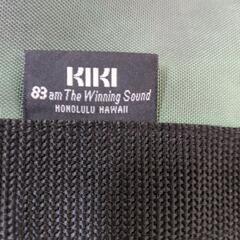 KIKI
83 am The Winning Sound
HONOLULU HAWAII